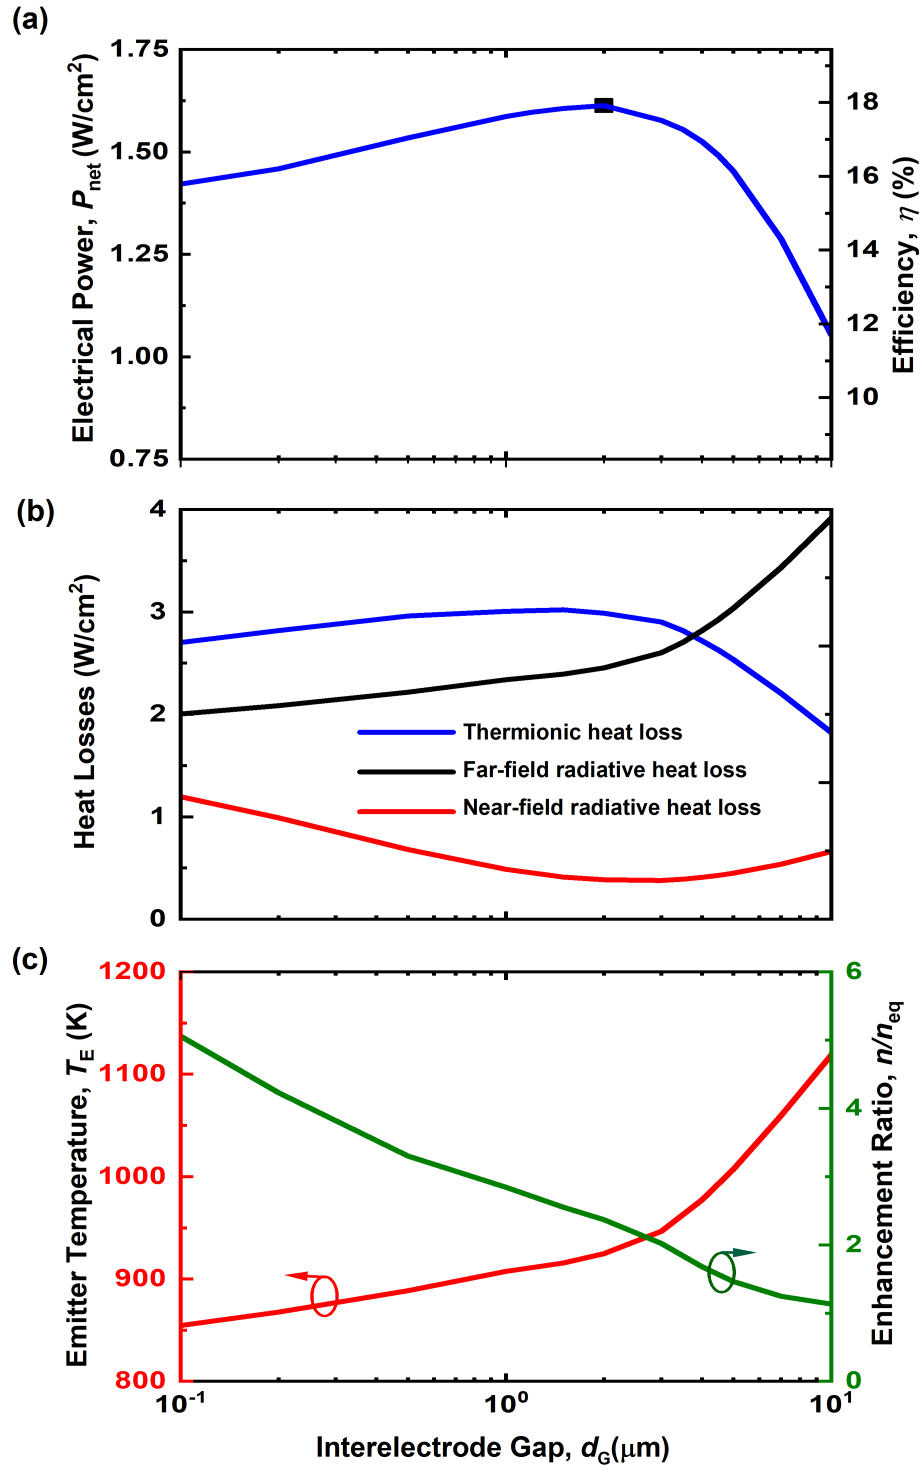 (a)
Electrical Power, Pnet (W/cm2)
1.75
1.50
1.25
1.00
0.75
18
16
14
12
10
Efficiency, η (%)
(b)
Heat Losses (W/cm2)
4
3
2
1
0
Thermionic heat loss
Far-field radiative heat loss
Near-field radiative heat loss
(c)
Emitter Temperature, TE (K)
1200
1100
1000
900
800
6
4
2
0
Enhancement Ratio, n/neq
10-1
100
101
Interelectrode Gap, dG(μm)